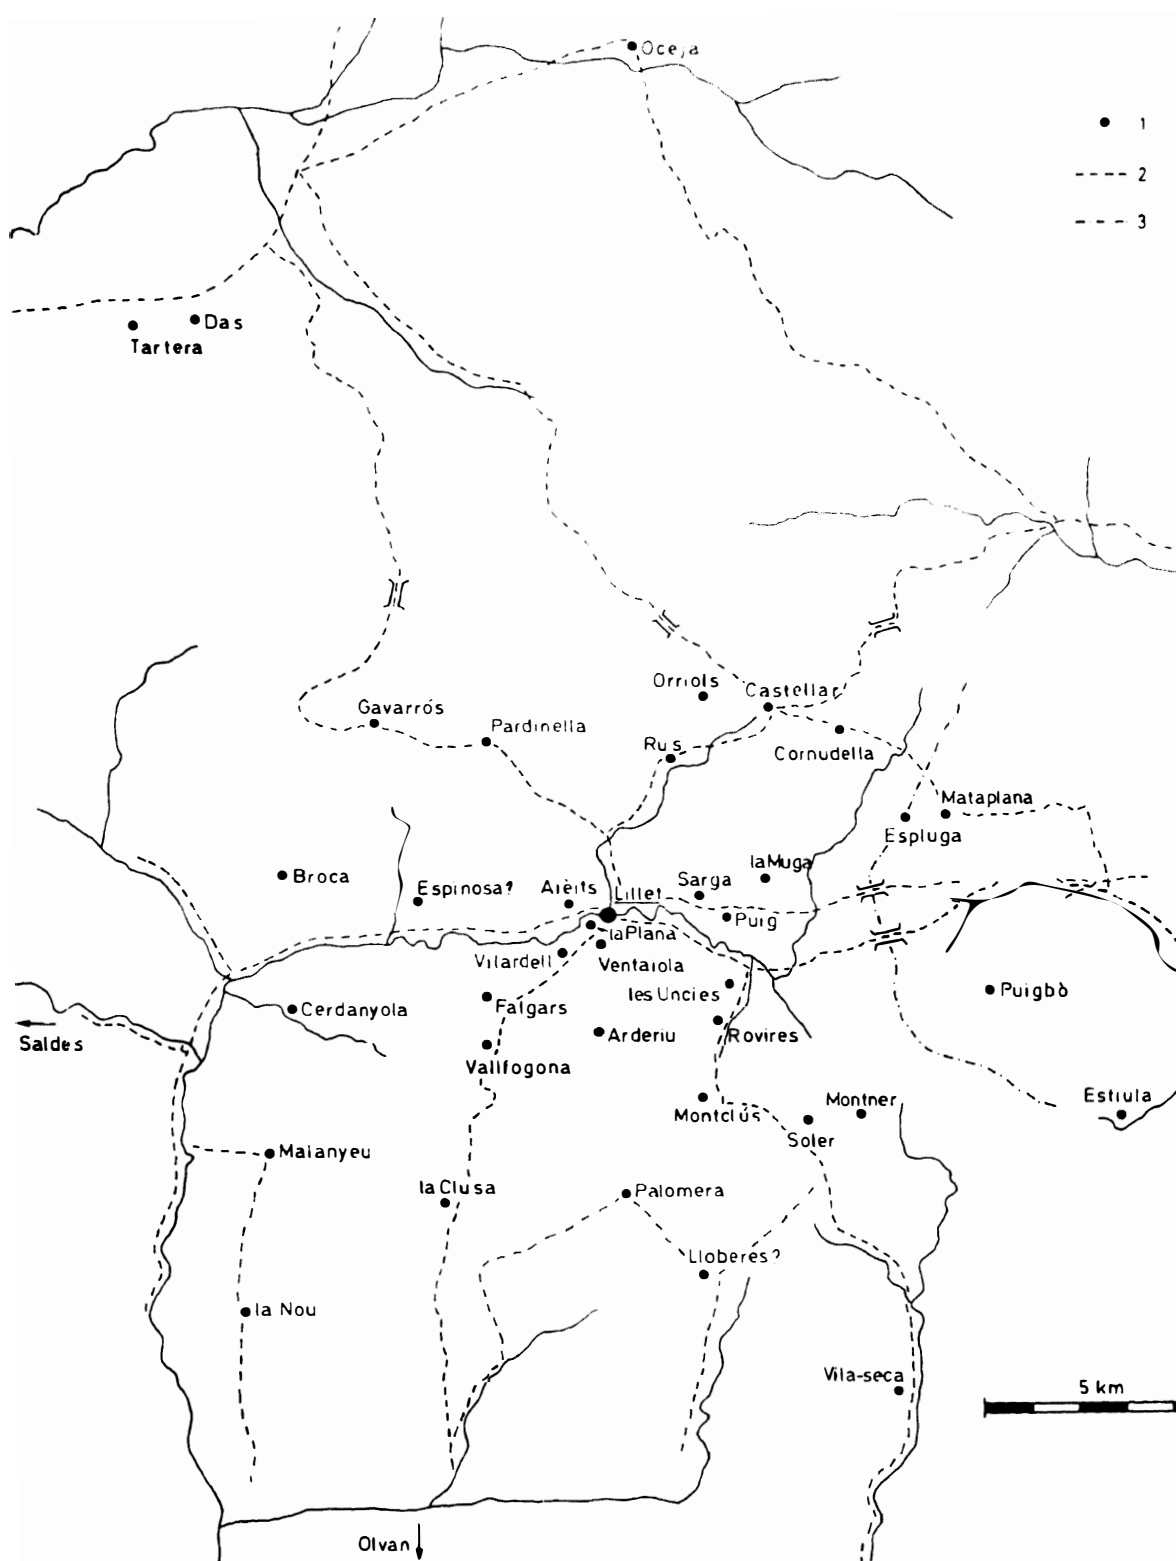 Oceja
1
2
3
Das
Tartera
Orriols
Castellar
Gavarrós
Pardinella
Rus
Cornudella
Mataplana
Espluga
la Muga
Broca
Espinosa?
Sarga
Lillet
Puig
la Plana
Vilardell
Ventaiola
les Uncies
Puigbò
Cerdanyola
Falgars
Arderiu
Rovires
Saldes
Vallfogona
Montclús
Montner
Estiula
Soler
Malanyeu
la Clusa
Palomera
Lloberes?
la Nou
Vila-seca
5 km
Olvan